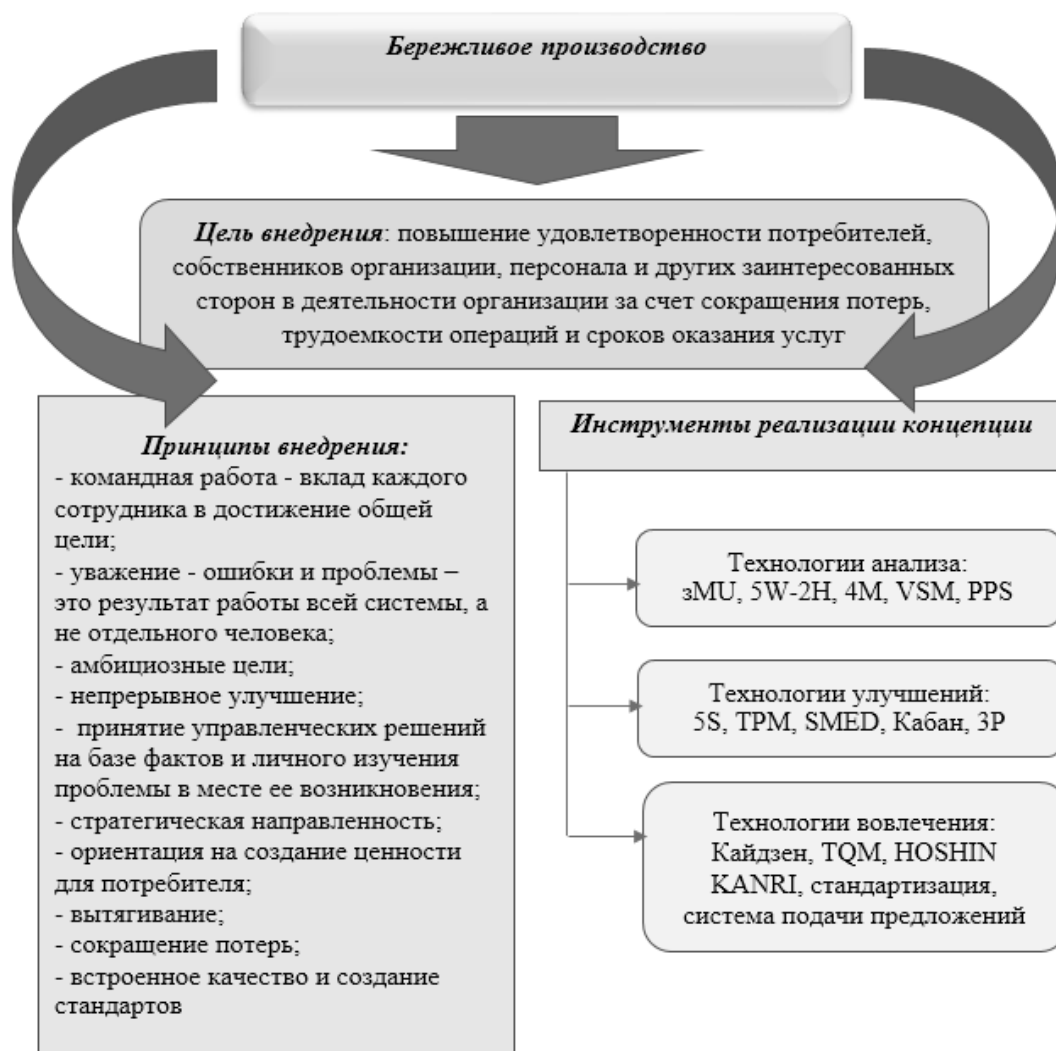 Бережливое производство
Цель внедрения: повышение удовлетворенности потребителей,
собственников организации, персонала и других заинтересованных
сторон в деятельности организации за счет сокращения потерь,
трудоемкости операций и сроков оказания услуг
Принципы внедрения:
- командная работа - вклад каждого
сотрудника в достижение общей
цели;
- уважение - ошибки и проблемы –
это результат работы всей системы, а
не отдельного человека;
- амбициозные цели;
- непрерывное улучшение;
- принятие управленческих решений
на базе фактов и личного изучения
проблемы в месте ее возникновения;
- стратегическая направленность;
- ориентация на создание ценности
для потребителя;
- вытягивание;
- сокращение потерь;
- встроенное качество и создание
стандартов
Инструменты реализации концепции
Технологии анализа:
зMU, 5W-2H, 4M, VSM, PPS
Технологии улучшений:
5S, TPM, SMED, Кабан, 3P
Технологии вовлечения:
Кайдзен, TQM, HOSHIN
KANRI, стандартизация,
система подачи предложений